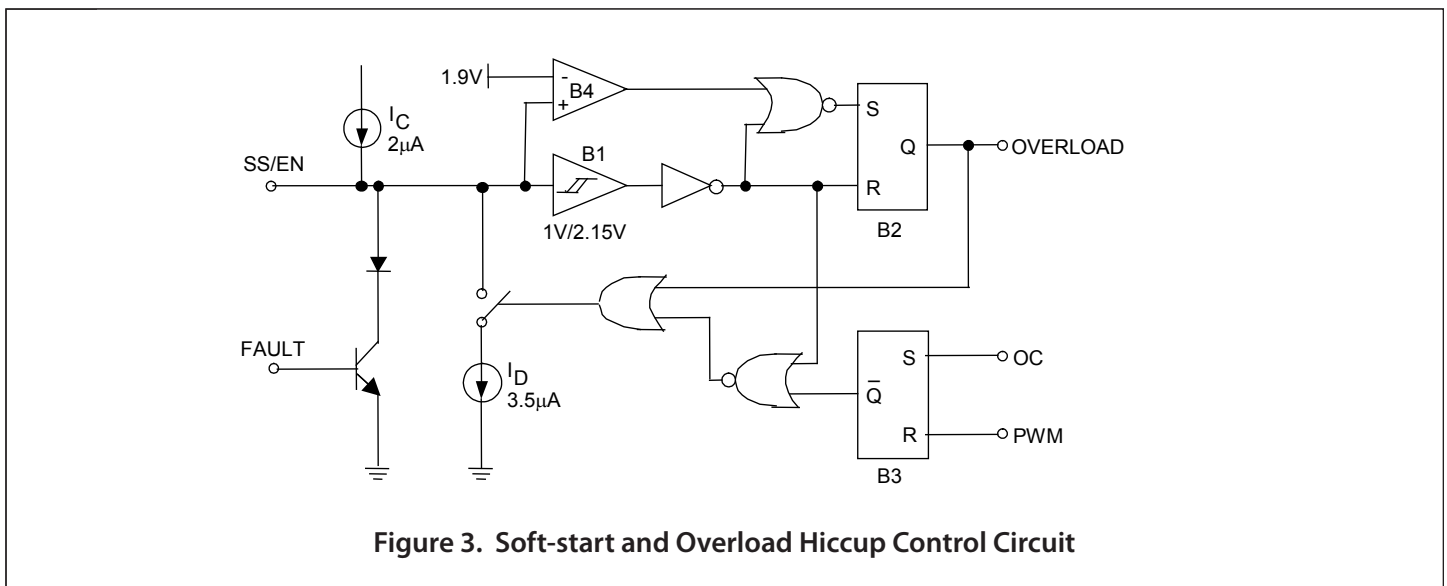 1.9V
-
B4
+
I_C
2μA
SS/EN
B1
1V/2.15V
S
Q
R
B2
OVERLOAD
FAULT
I_D
3.5μA
S
Q̅
R
B3
OC
PWM
Figure 3. Soft-start and Overload Hiccup Control Circuit